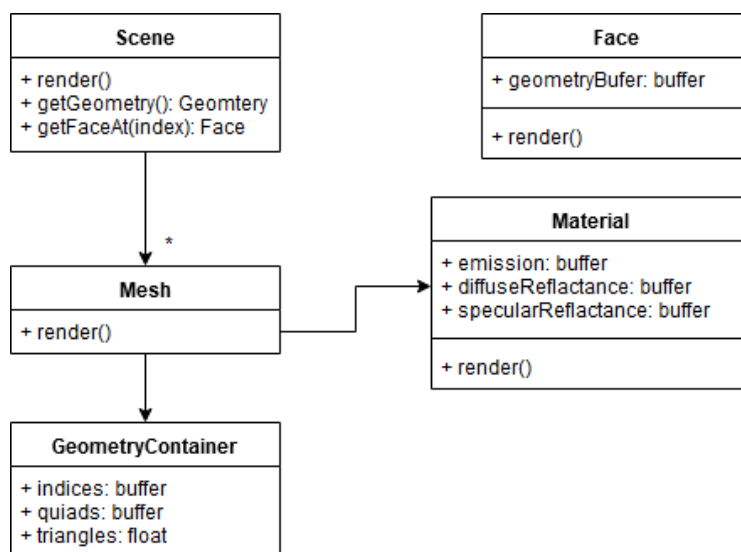 Scene
+ render()
+ getGeometry(): Geomtery
+ getFaceAt(index): Face
Face
+ geometryBufer: buffer
+ render()
*
Material
+ emission: buffer
+ diffuseReflactance: buffer
+ specularReflactance: buffer
+ render()
Mesh
+ render()
GeometryContainer
+ indices: buffer
+ quiads: buffer
+ triangles: float